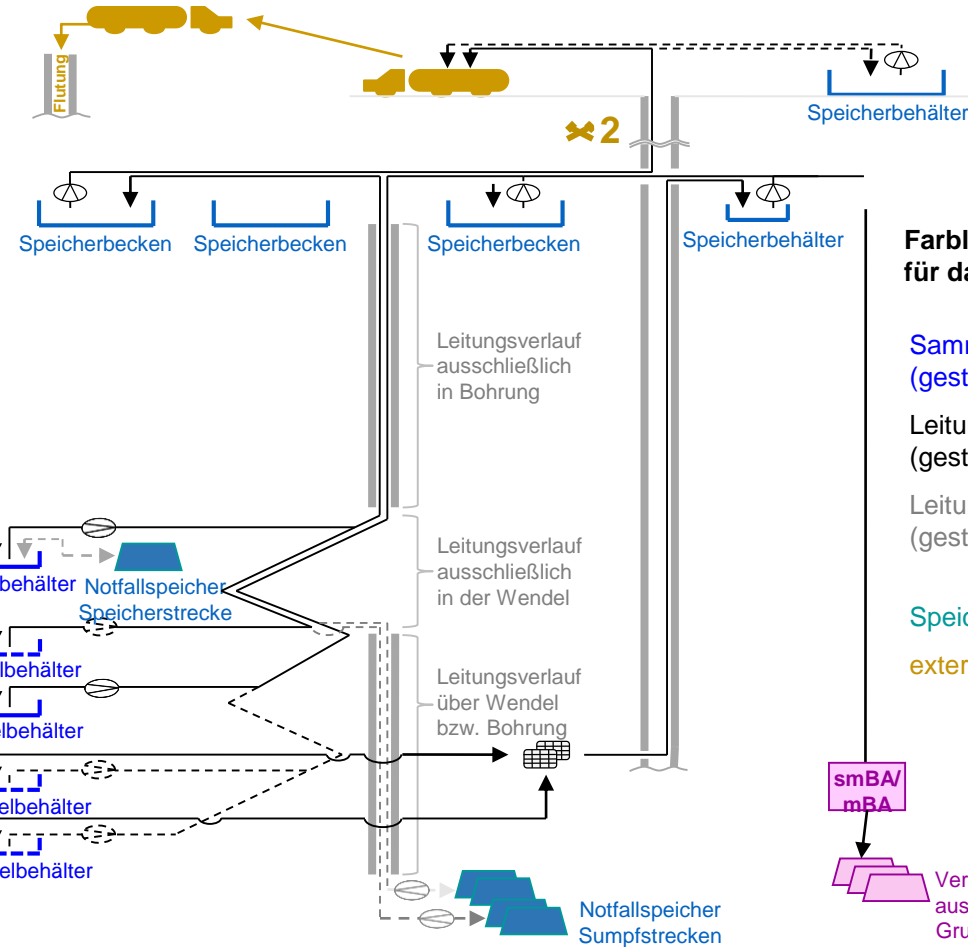 Flutung
2
Speicherbehälter
Speicherbecken
Speicherbecken
Speicherbecken
Speicherbehälter
Farbl
für da
Leitungsverlauf
ausschließlich
in Bohrung
Samm
(gest
Leitu
(gest
Leitu
(gest
Leitungsverlauf
ausschließlich
in der Wendel
behälter
Notfallspeicher
Speicherstrecke
Speic
exter
lbehälter
Leitungsverlauf
über Wendel
bzw. Bohrung
elbehälter
elbehälter
elbehälter
smBA/
mBA
Notfallspeicher
Sumpfstrecken
Ver
aus
Gru